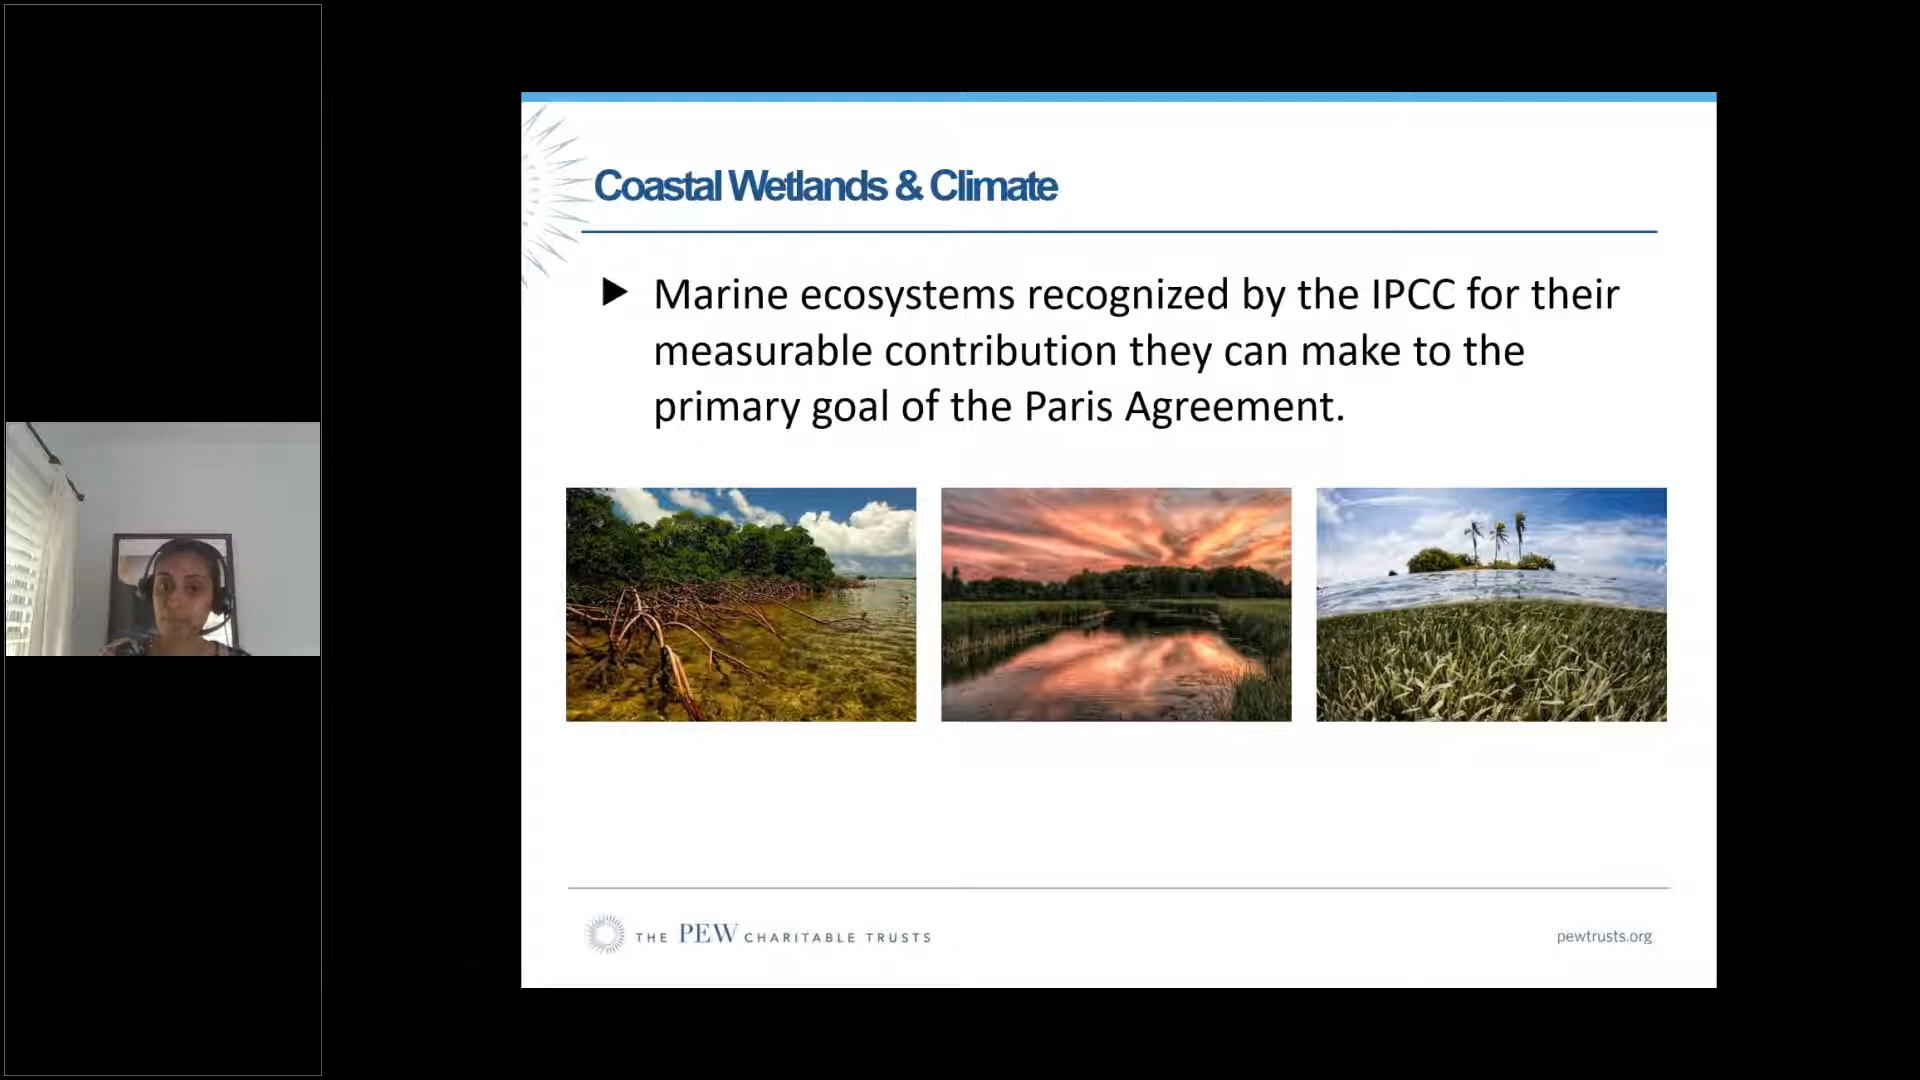 Coastal Wetlands & Climate
Marine ecosystems recognized by the IPCC for their
measurable contribution they can make to the
primary goal of the Paris Agreement.
THE PEW CHARITABLE TRUSTS
pewtrusts.org